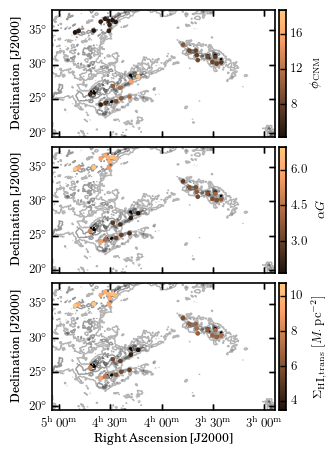 35°
30°
25°
20°
Declination [J2000]
16
12
8
ϕCNM
35°
30°
25°
20°
Declination [J2000]
6.0
4.5
3.0
αG
35°
30°
25°
20°
Declination [J2000]
10
8
6
4
ΣHI,trans [M. pc−2]
5h 00m 4h 30m 4h 00m 3h 30m 3h 00m
Right Ascension [J2000]